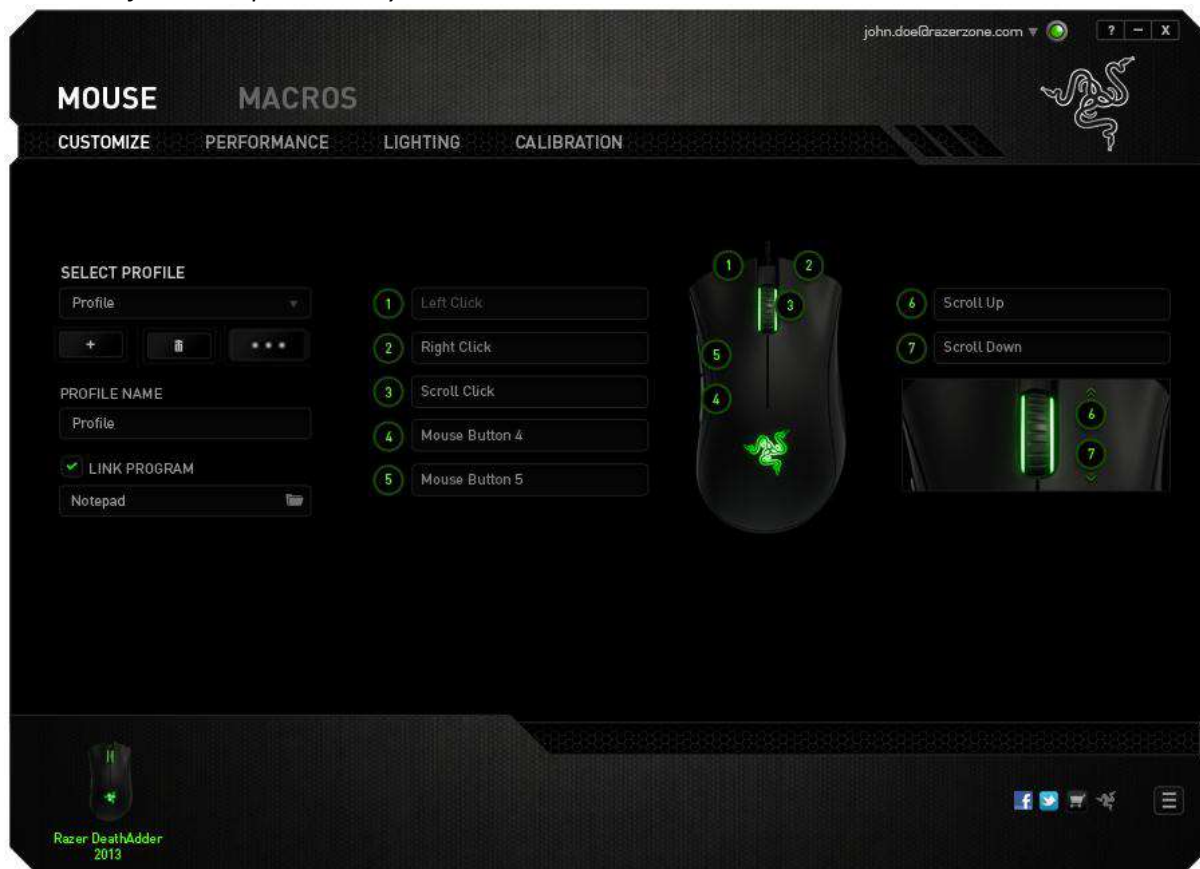 john.doe@razerzone.com
? – X
MOUSE MACROS
CUSTOMIZE PERFORMANCE LIGHTING CALIBRATION
SELECT PROFILE
Profile
+ •••
PROFILE NAME
Profile
LINK PROGRAM
Notepad
1 Left Click
2 Right Click
3 Scroll Click
4 Mouse Button 4
5 Mouse Button 5
1
2
3
5
4
6 Scroll Up
7 Scroll Down
6
7
Razer DeathAdder
2013
f